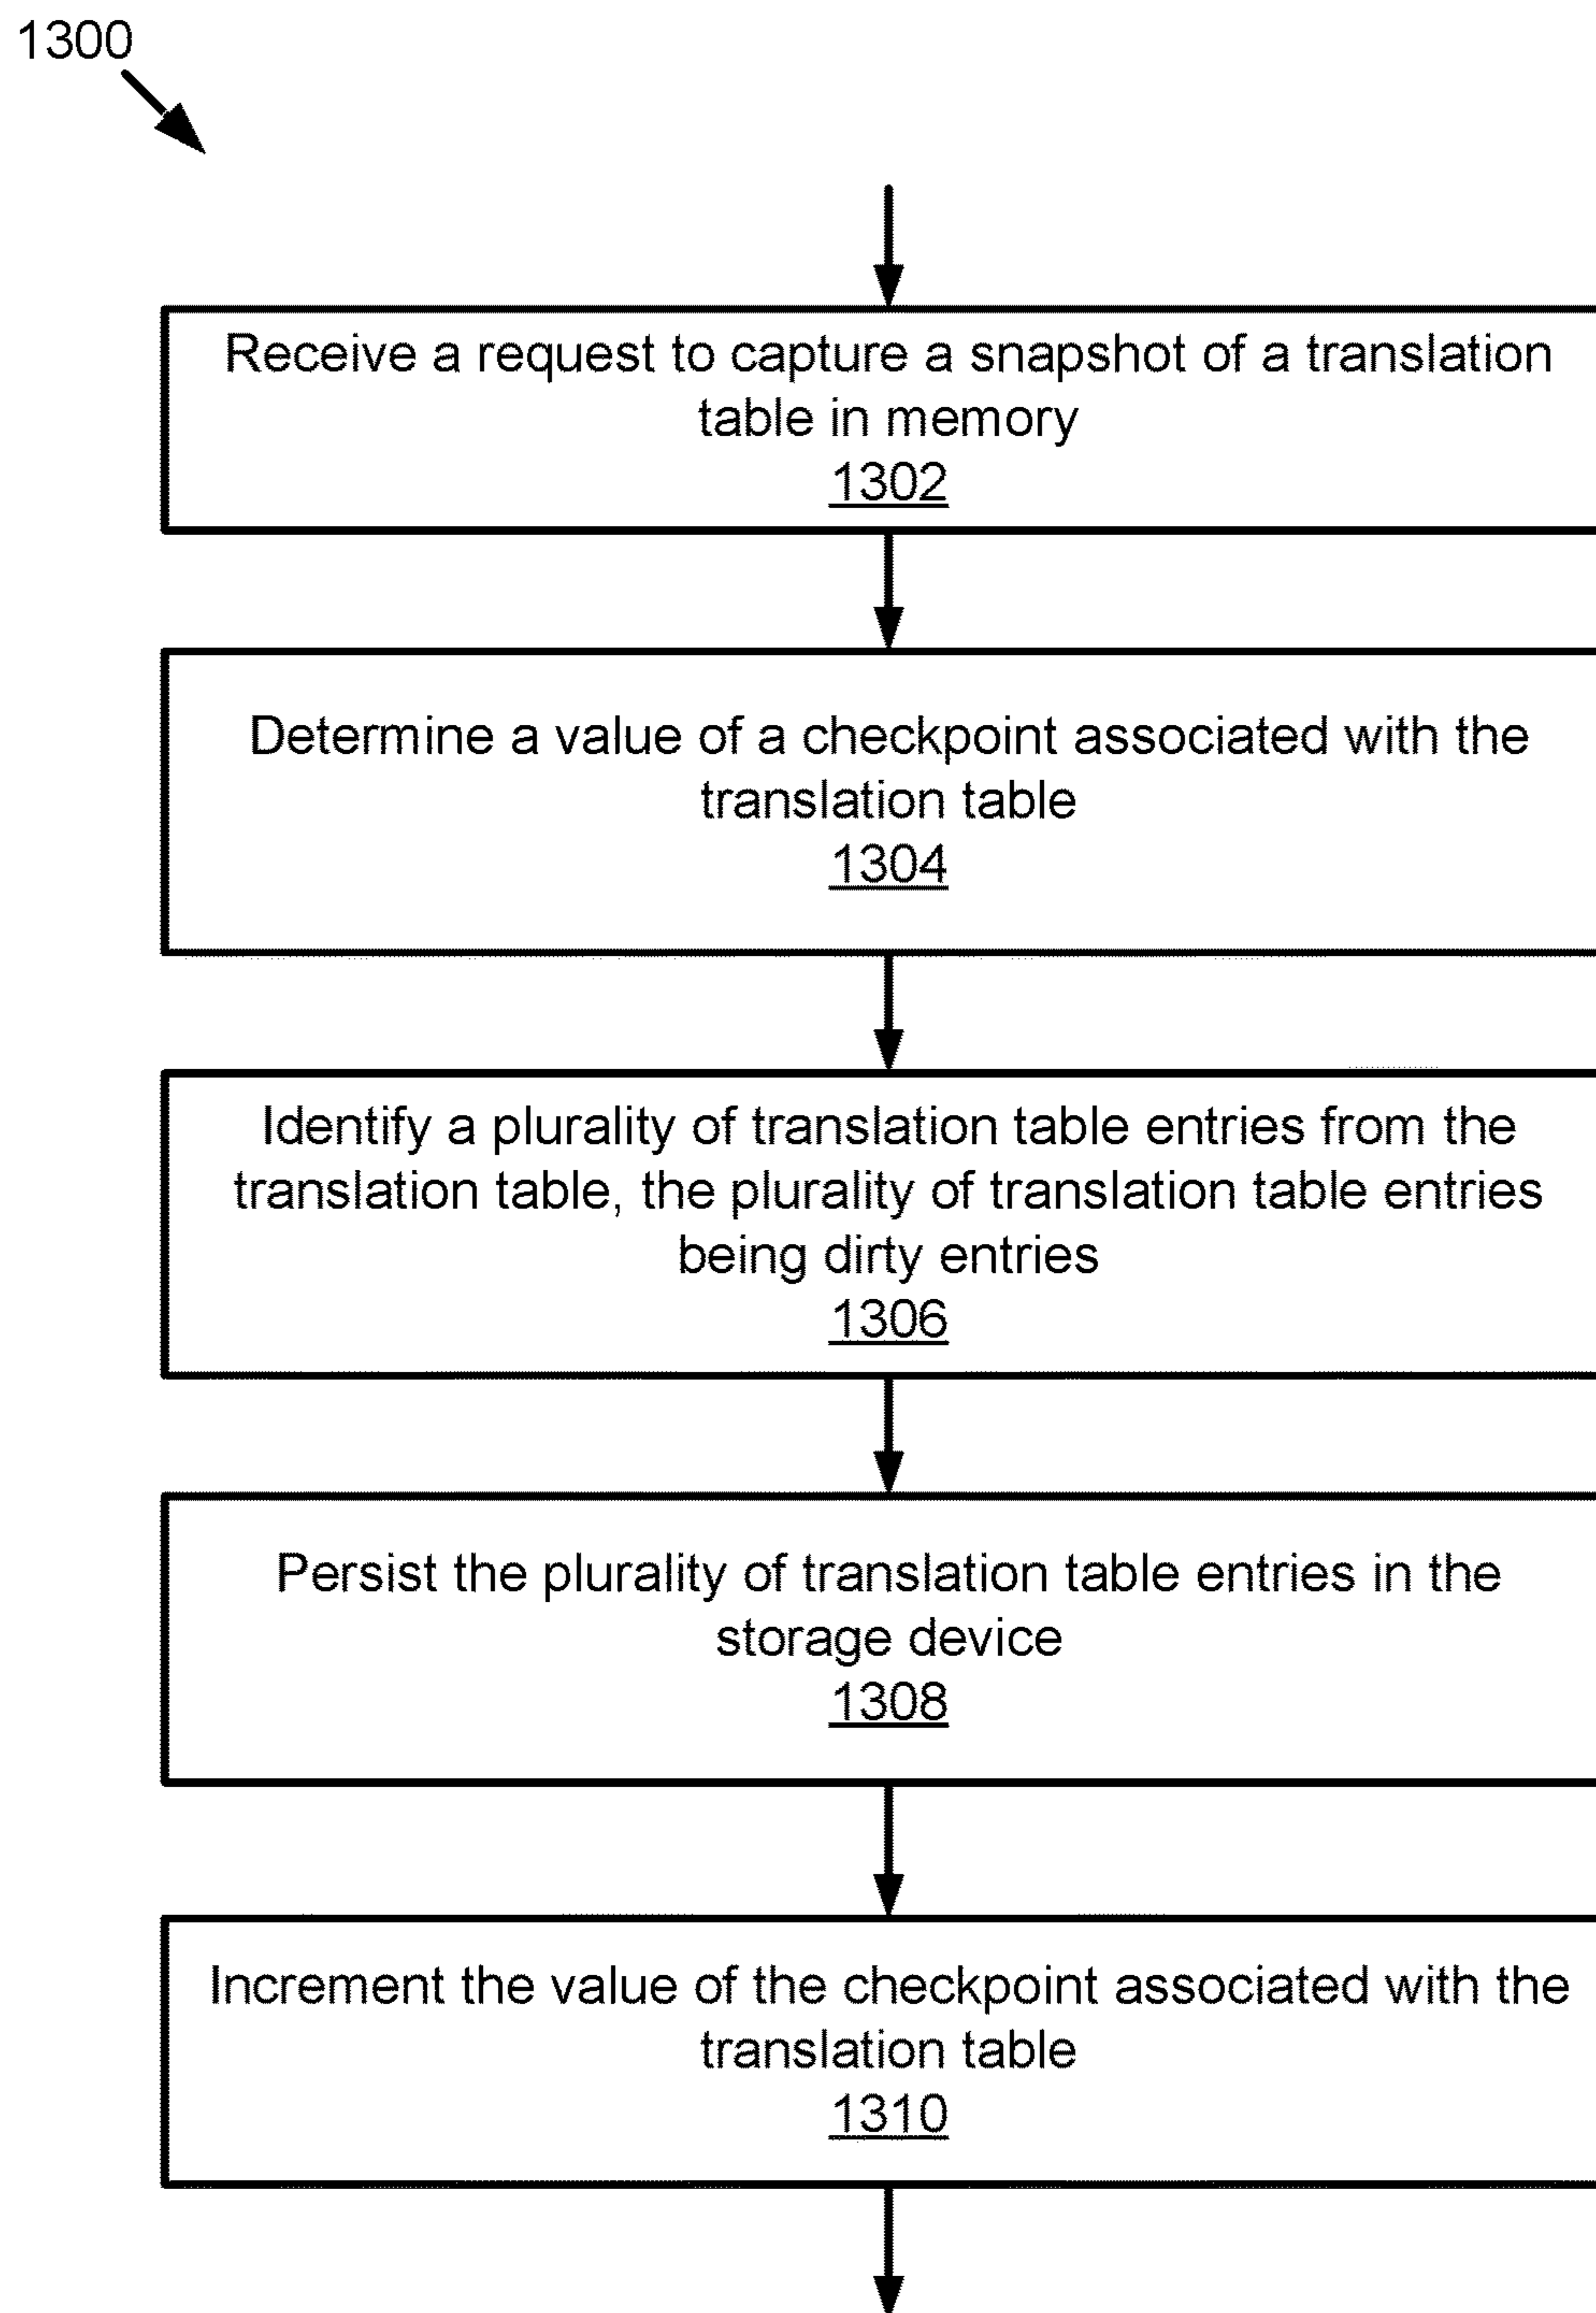 1300
Receive a request to capture a snapshot of a translation
table in memory
1302
Determine a value of a checkpoint associated with the
translation table
1304
Identify a plurality of translation table entries from the
translation table, the plurality of translation table entries
being dirty entries
1306
Persist the plurality of translation table entries in the
storage device
1308
Increment the value of the checkpoint associated with the
translation table
1310